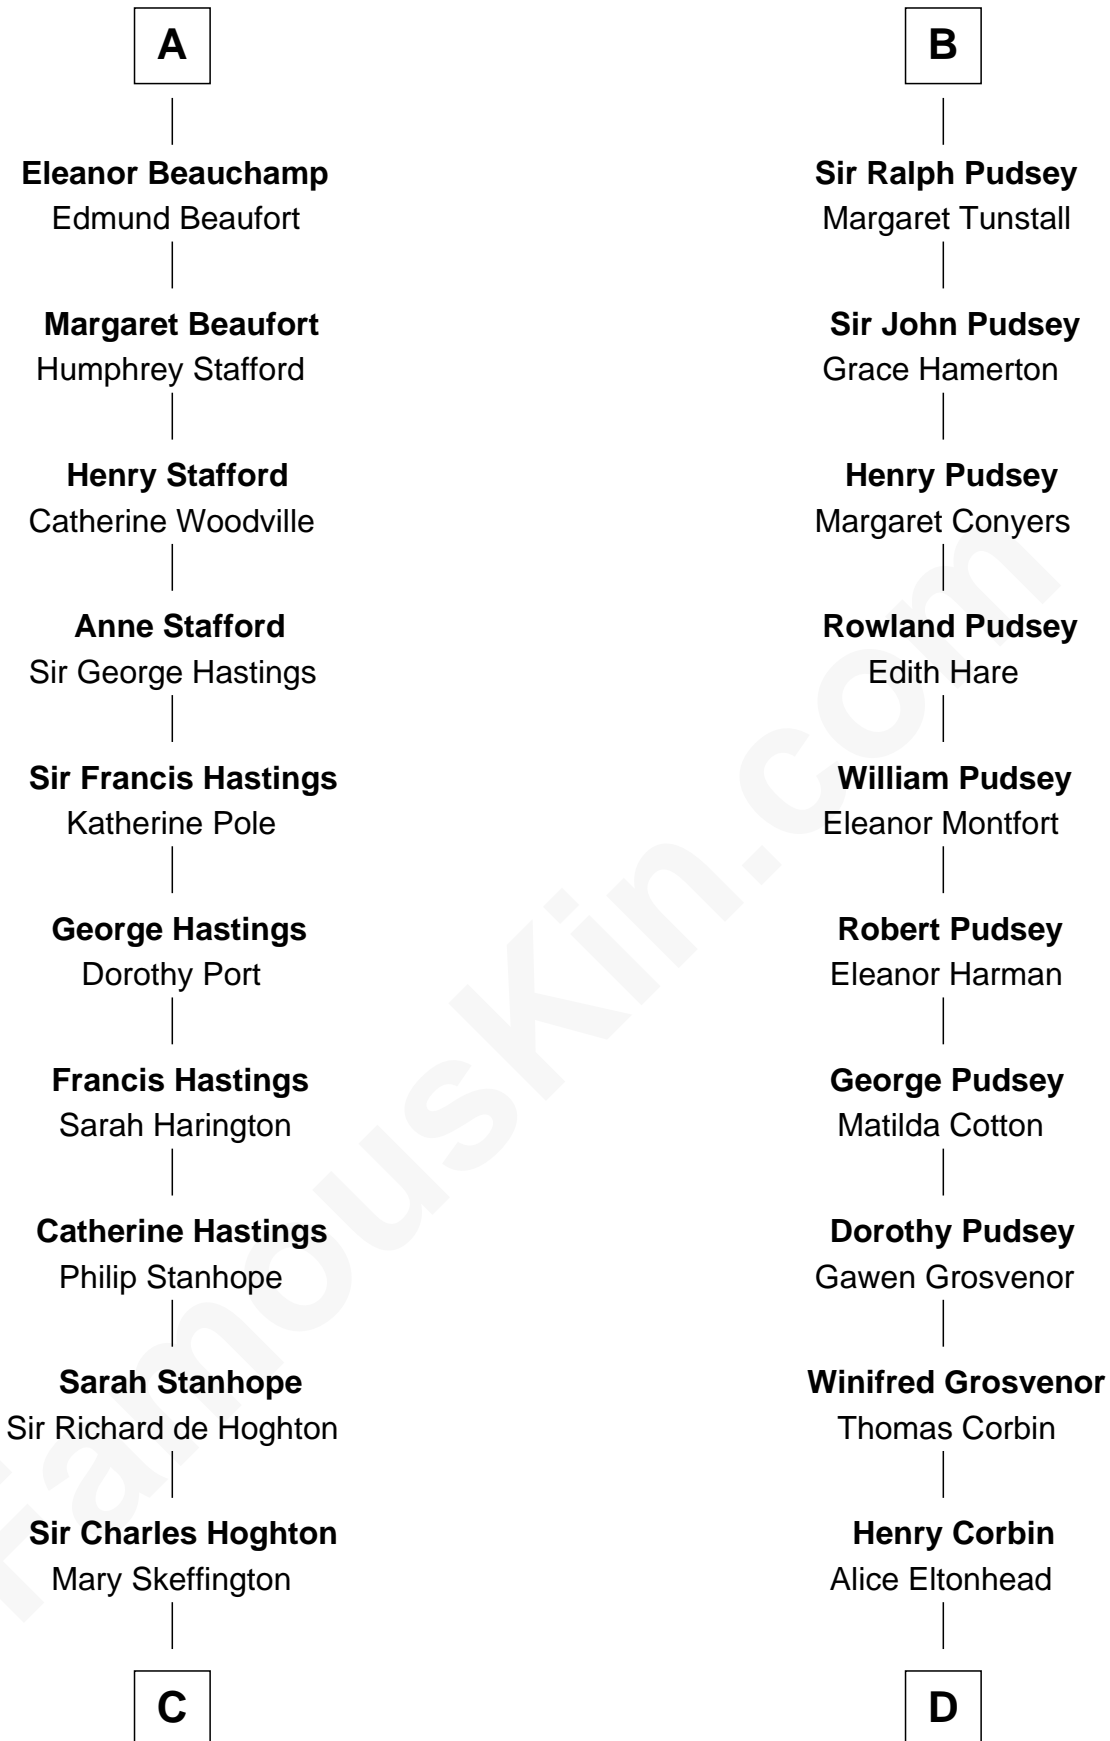 A
Eleanor Beauchamp
Edmund Beaufort
Margaret Beaufort
Humphrey Stafford
Henry Stafford
Catherine Woodville
Anne Stafford
Sir George Hastings
Sir Francis Hastings
Katherine Pole
George Hastings
Dorothy Port
Francis Hastings
Sarah Harington
Catherine Hastings
Philip Stanhope
Sarah Stanhope
Sir Richard de Hoghton
Sir Charles Hoghton
Mary Skeffington
C
B
Sir Ralph Pudsey
Margaret Tunstall
Sir John Pudsey
Grace Hamerton
Henry Pudsey
Margaret Conyers
Rowland Pudsey
Edith Hare
William Pudsey
Eleanor Montfort
Robert Pudsey
Eleanor Harman
George Pudsey
Matilda Cotton
Dorothy Pudsey
Gawen Grosvenor
Winifred Grosvenor
Thomas Corbin
Henry Corbin
Alice Eltonhead
D
FamousKin.com